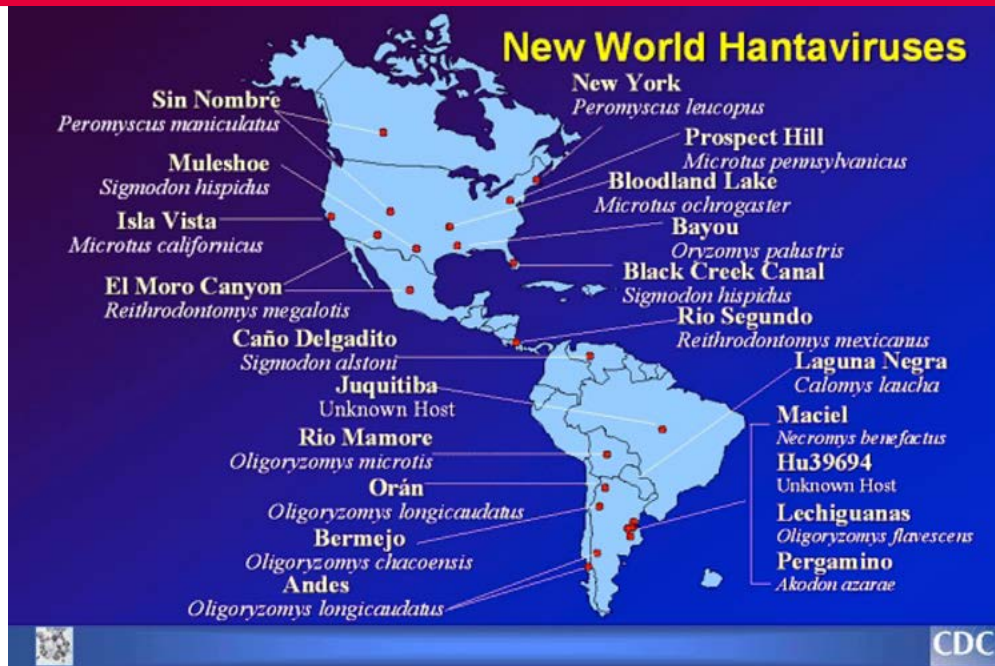 New World Hantaviruses
Sin Nombre
Peromyscus maniculatus
Muleshoe
Sigmodon hispidus
Isla Vista
Microtus californicus
El Moro Canyon
Reithrodontomys megalotis
Caño Delgadito
Sigmodon alstoni
Juquitiba
Unknown Host
Rio Mamore
Oligoryzomys microtis
Orán
Oligoryzomys longicaudatus
Bermejo
Oligoryzomys chacoensis
Andes
Oligoryzomys longicaudatus
New York
Peromyscus leucopus
Prospect Hill
Microtus pennsylvanicus
Bloodland Lake
Microtus ochrogaster
Bayou
Oryzomys palustris
Black Creek Canal
Sigmodon hispidus
Rio Segundo
Reithrodontomys mexicanus
Laguna Negra
Calomys laucha
Maciel
Necromys benefactus
Hu39694
Unknown Host
Lechiguanas
Oligoryzomys flavescens
Pergamino
Akodon azarae
CDC